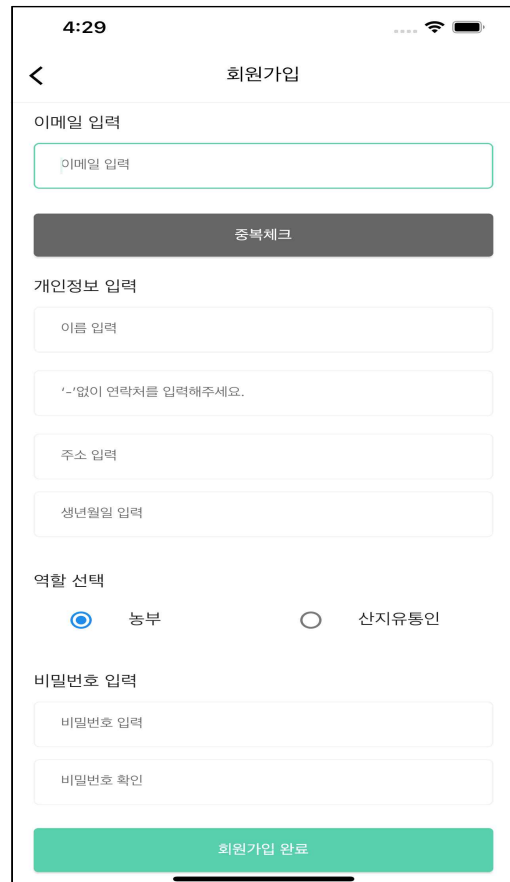 4:29
회원가입
이메일 입력
이메일 입력
중복체크
개인정보 입력
이름 입력
‘-’없이 연락처를 입력해주세요.
주소 입력
생년월일 입력
역할 선택
농부 산지유통인
비밀번호 입력
비밀번호 입력
비밀번호 확인
회원가입 완료